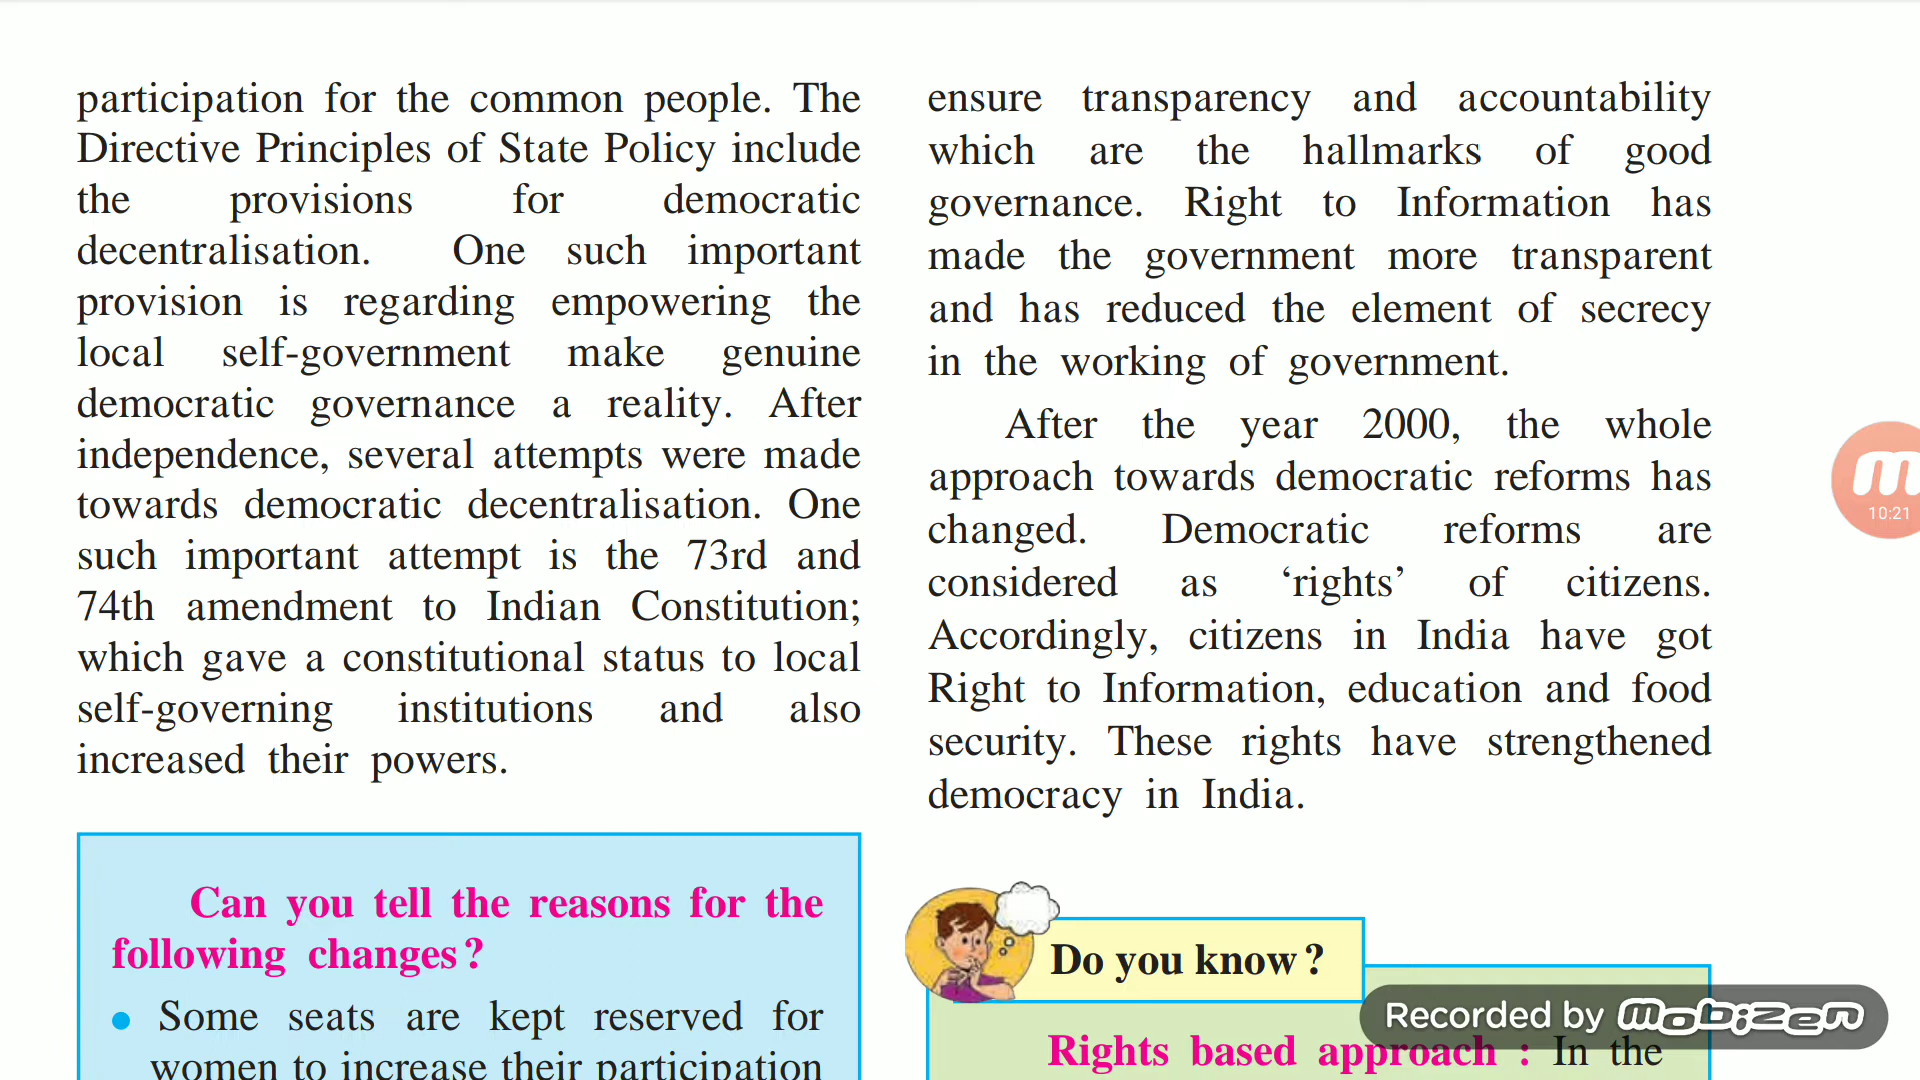 participation for the common people. The
Directive Principles of State Policy include
the provisions for democratic
decentralisation. One such important
provision is regarding empowering the
local self-government make genuine
democratic governance a reality. After
independence, several attempts were made
towards democratic decentralisation. One
such important attempt is the 73rd and
74th amendment to Indian Constitution;
which gave a constitutional status to local
self-governing institutions and also
increased their powers.
Can you tell the reasons for the
following changes?
• Some seats are kept reserved for
women to increase their participation
ensure transparency and accountability
which are the hallmarks of good
governance. Right to Information has
made the government more transparent
and has reduced the element of secrecy
in the working of government.
After the year 2000, the whole
approach towards democratic reforms has
changed. Democratic reforms are
considered as ‘rights’ of citizens.
Accordingly, citizens in India have got
Right to Information, education and food
security. These rights have strengthened
democracy in India.
Do you know?
Rights based approach : In the
10:21
Recorded by mobizen